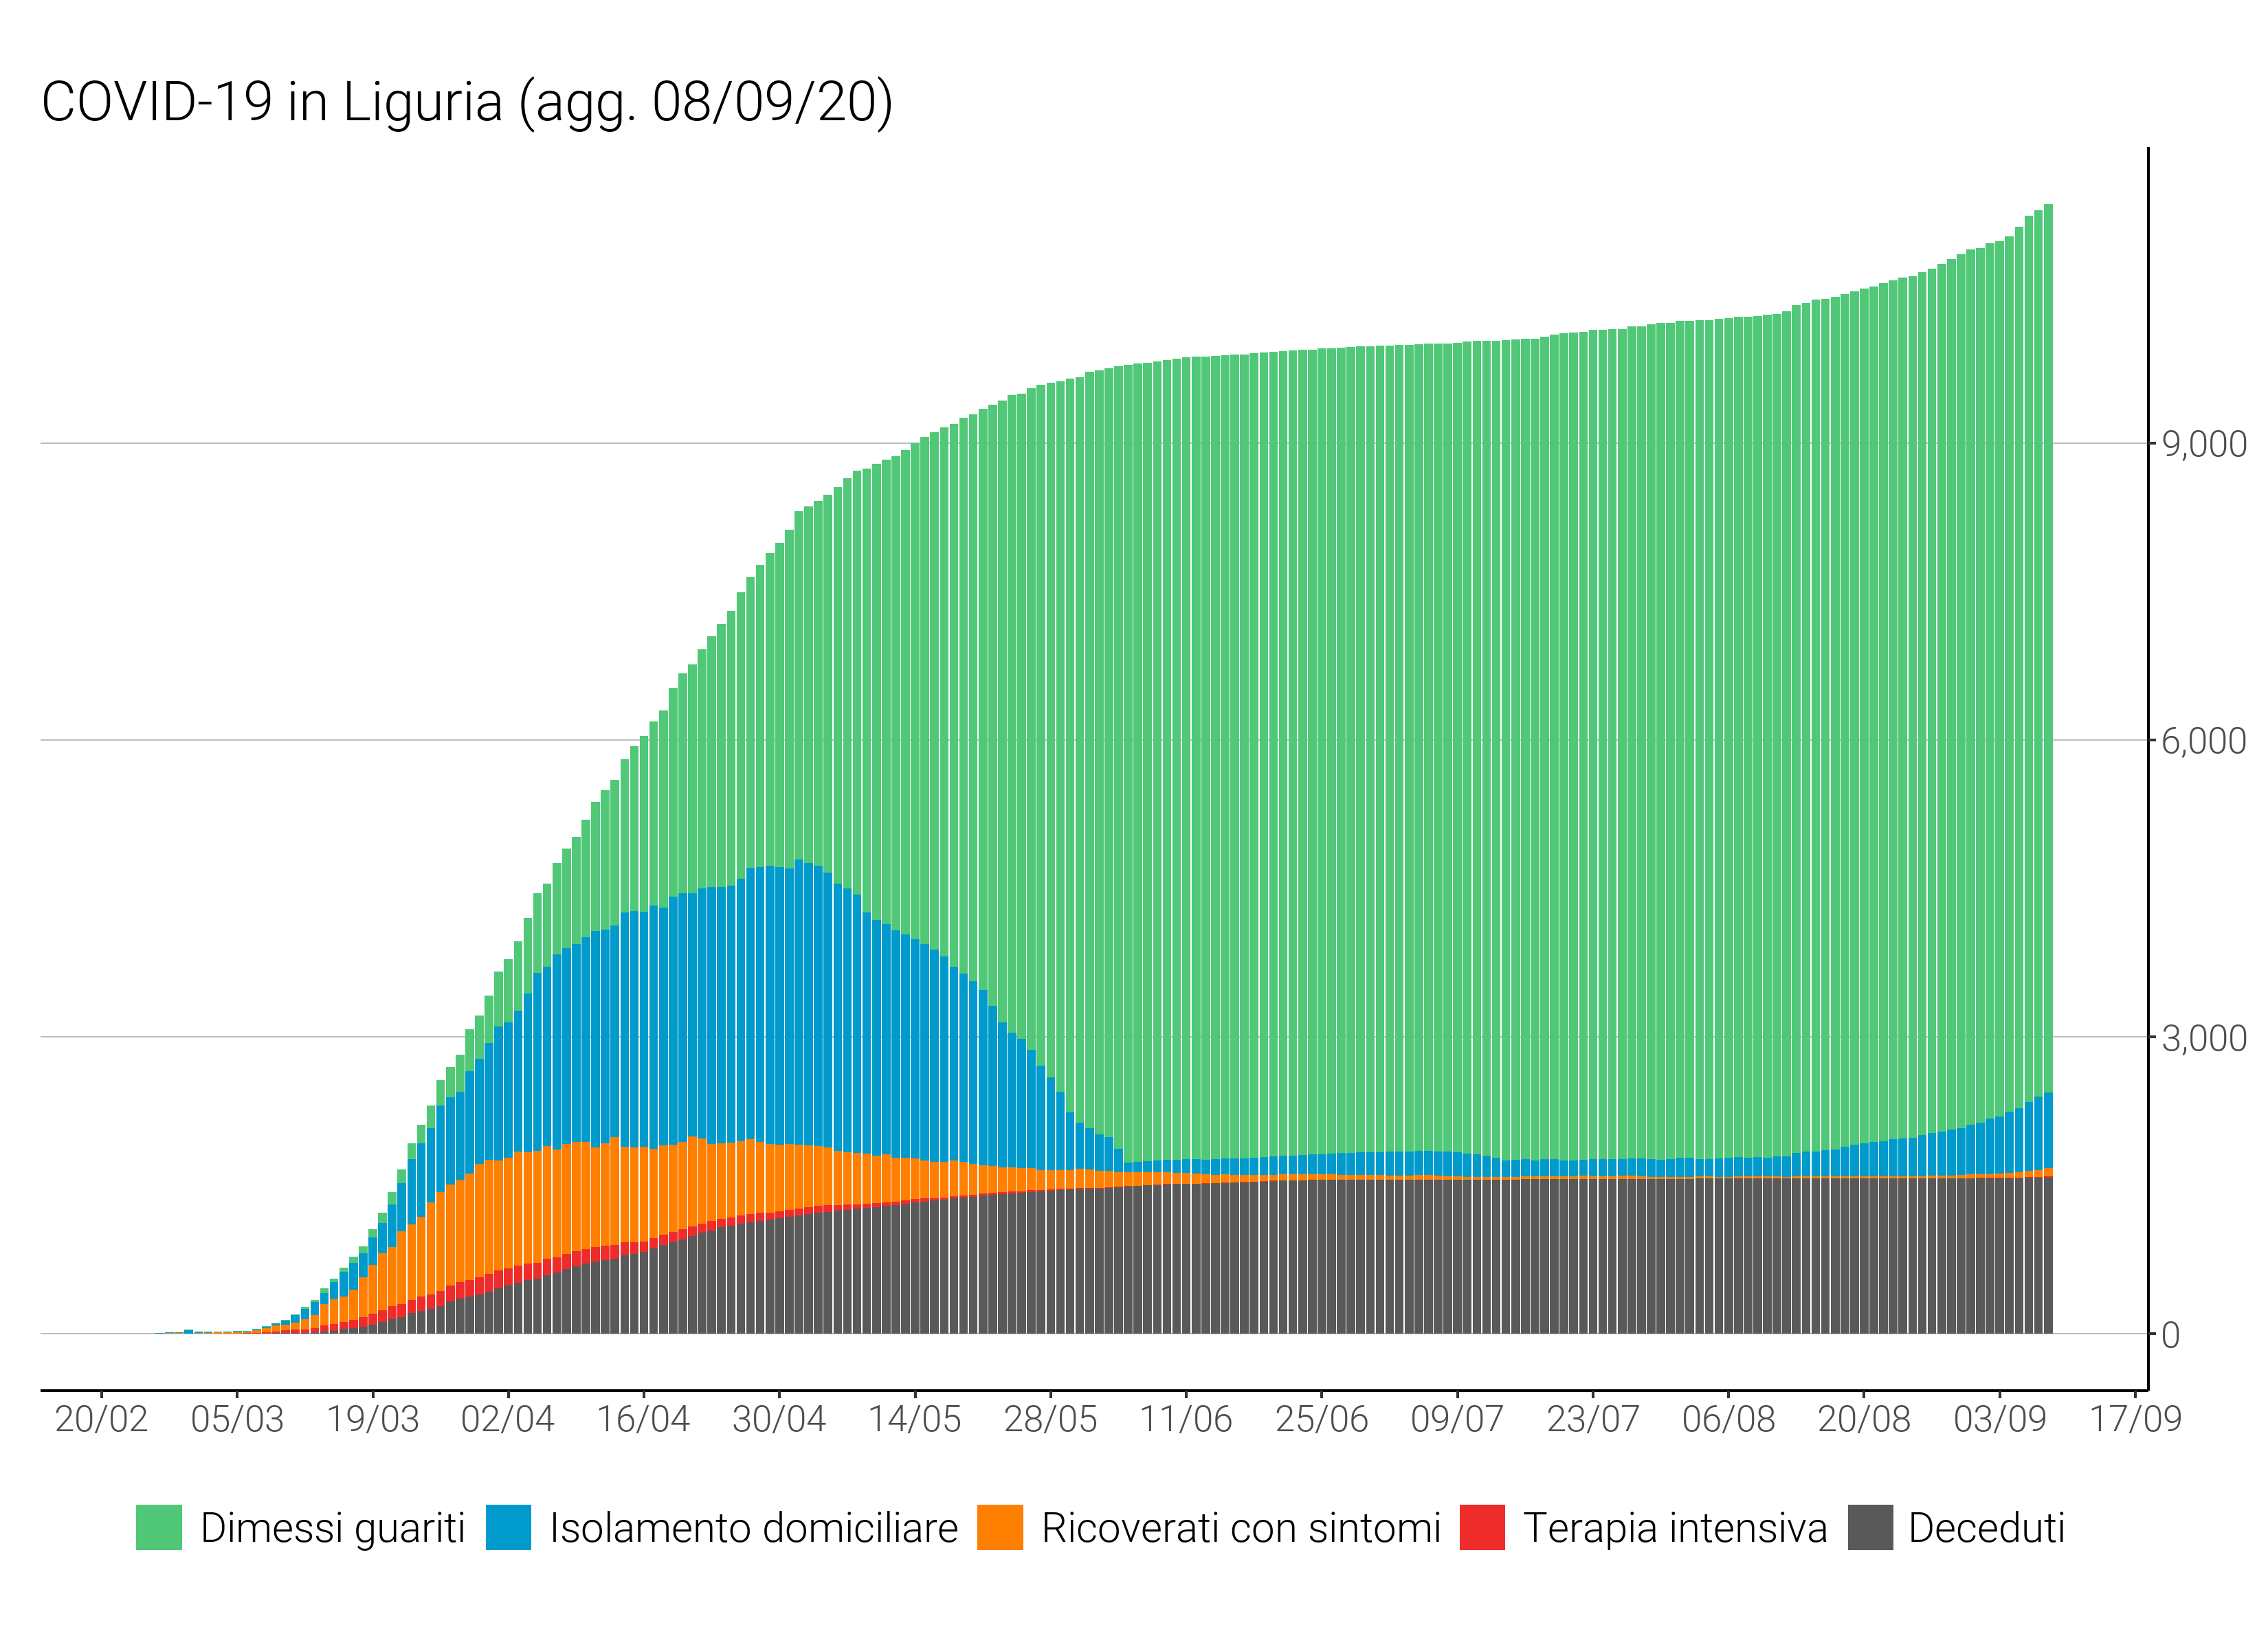 COVID-19 in Liguria (agg. 08/09/20)
9,000
6,000
3,000
0
20/02 05/03 19/03 02/04 16/04 30/04 14/05 28/05 11/06 25/06 09/07 23/07 06/08 20/08 03/09 17/09
Dimessi guariti Isolamento domiciliare Ricoverati con sintomi Terapia intensiva Deceduti